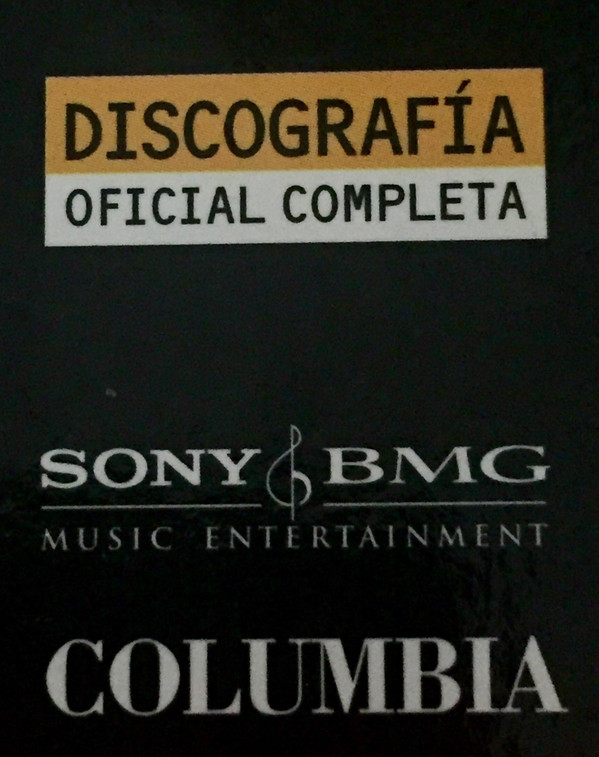 DISCOGRAFÍA
OFICIAL COMPLETA
SONY BMG
MUSIC ENTERTAINMENT
COLUMBIA